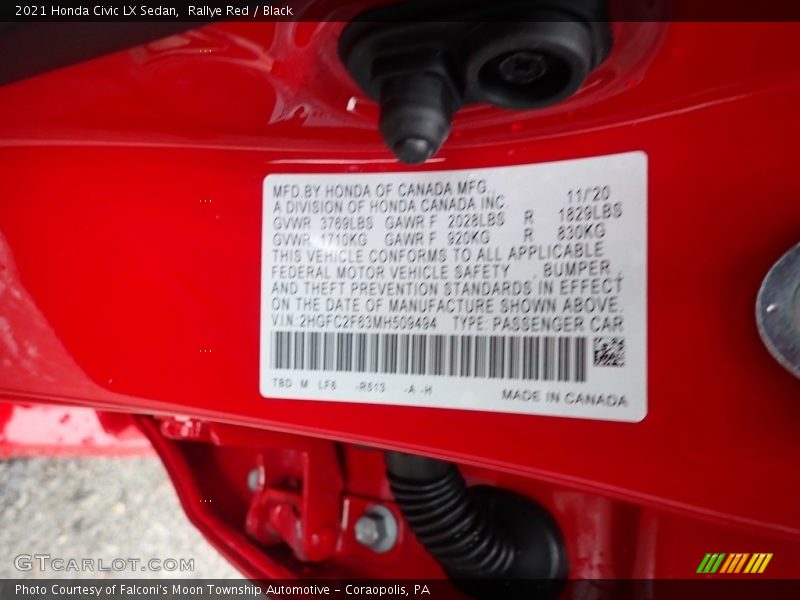 2021 Honda Civic LX Sedan,  Rallye Red / Black
MFD.BY HONDA OF CANADA MFG., 11/'20
A DIVISION OF HONDA CANADA INC.
GVWR 3769LBS GAWR F 2028LBS R 1829LBS
GVWR 1710KG GAWR F 920KG R 830KG
THIS VEHICLE CONFORMS TO ALL APPLICABLE
FEDERAL MOTOR VEHICLE SAFETY , BUMPER ,
AND THEFT PREVENTION STANDARDS IN EFFECT
ON THE DATE OF MANUFACTURE SHOWN ABOVE.
V.I.N.:2HGFC2F63MH509494 TYPE: PASSENGER CAR
TBD M LF6 -R513 -A -H
MADE IN CANADA
GTCARLOT.COM
Photo Courtesy of Falconi's Moon Township Automotive – Coraopolis, PA